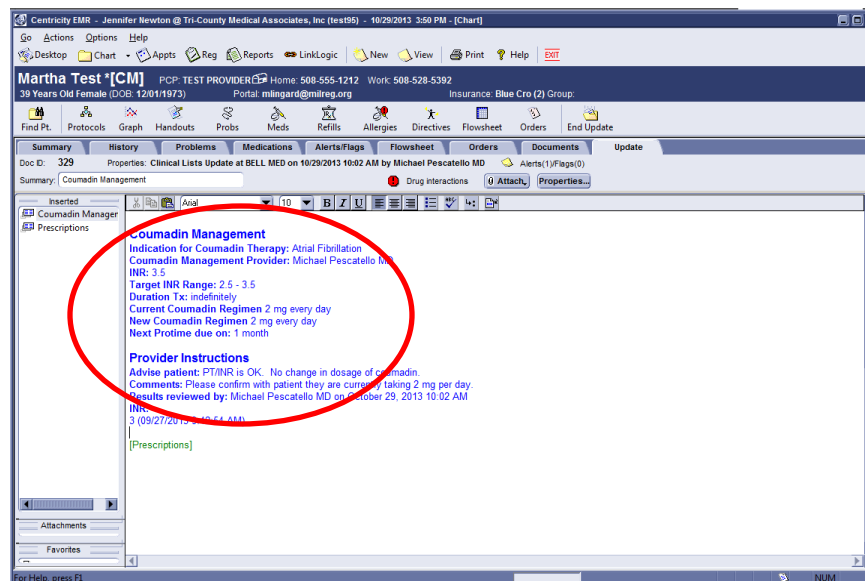 Centricity EMR - Jennifer Newton @ Tri-County Medical Associates, Inc (test95) - 10/29/2013 3:50 PM - [Chart]
Go Actions Options Help
Desktop Chart Appts Reg Reports LinkLogic New View Print Help EXIT
Martha Test *[CM] PCP: TEST PROVIDER Home: 508-555-1212 Work: 508-528-5392
39 Years Old Female (DOB: 12/01/1973) Portal: mlingard@milreg.org Insurance: Blue Cro (2) Group:
Find Pt. Protocols Graph Handouts Probs Meds Refills Allergies Directives Flowsheet Orders End Update
Summary History Problems Medications Alerts/Flags Flowsheet Orders Documents Update
Doc ID: 329 Properties: Clinical Lists Update at BELL MED on 10/29/2013 10:02 AM by Michael Pescatello MD Alerts(1)/Flags(0)
Summary: Coumadin Management Drug interactions Attach, Properties...
Inserted Arial 10 B I U
Coumadin Manager
Prescriptions
Coumadin Management
Indication for Coumadin Therapy: Atrial Fibrillation
Coumadin Management Provider: Michael Pescatello MD
INR: 3.5
Target INR Range: 2.5 - 3.5
Duration Tx: indefinitely
Current Coumadin Regimen 2 mg every day
New Coumadin Regimen 2 mg every day
Next Protime due on: 1 month
Provider Instructions
Advise patient: PT/INR is OK. No change in dosage of coumadin.
Comments: Please confirm with patient they are currently taking 2 mg per day.
Results reviewed by: Michael Pescatello MD on October 29, 2013 10:02 AM
INR:
3 (09/27/2013 AM)
[Prescriptions]
Attachments
Favorites
For Help, press F1 NUM